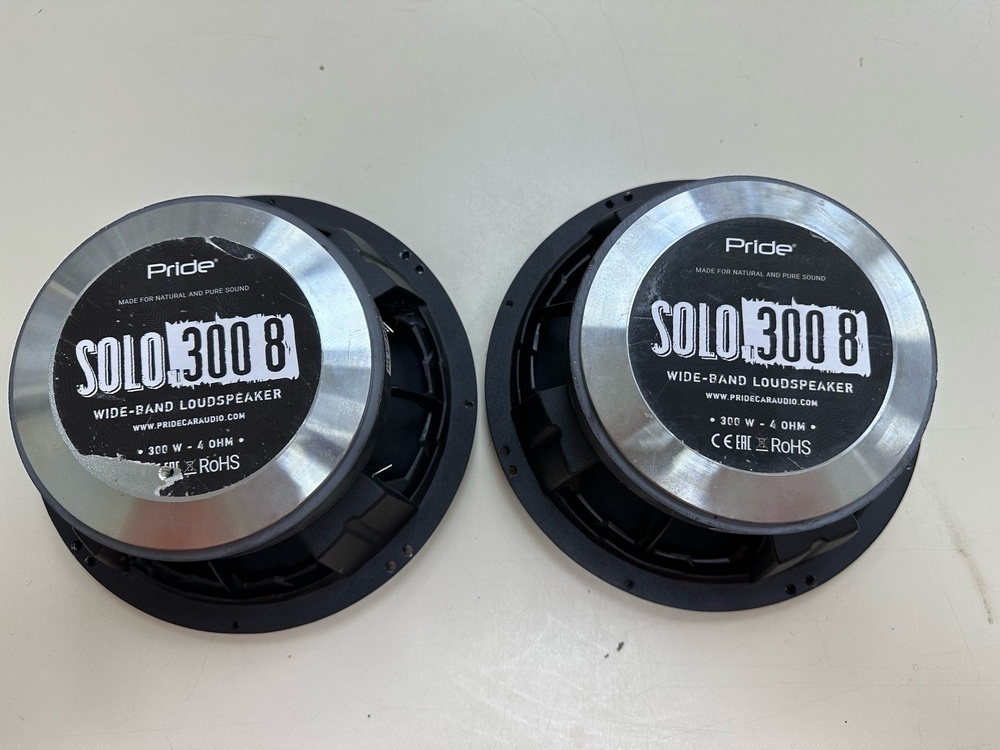 Pride®
MADE FOR NATURAL AND PURE SOUND
SOLO.300 8
WIDE-BAND LOUDSPEAKER
WWW.PRIDECARAUDIO.COM
• 300 W - 4 OHM •
EAC RoHS
Pride®
MADE FOR NATURAL AND PURE SOUND
SOLO.300 8
WIDE-BAND LOUDSPEAKER
WWW.PRIDECARAUDIO.COM
• 300 W - 4 OHM •
CE EAC RoHS